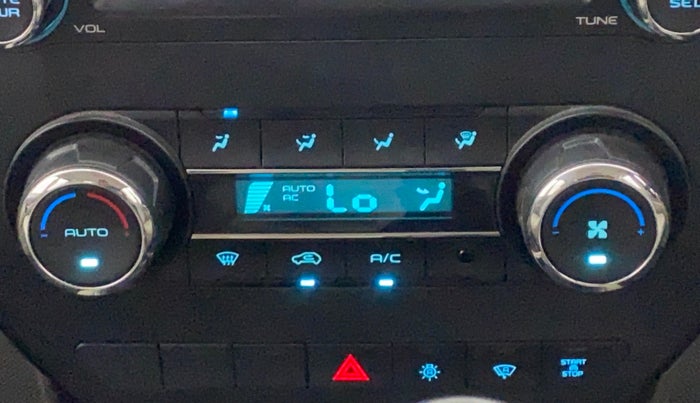 VOL
TUNE
AUTO
AC
Lo
AUTO
A/C
- +
START
STOP